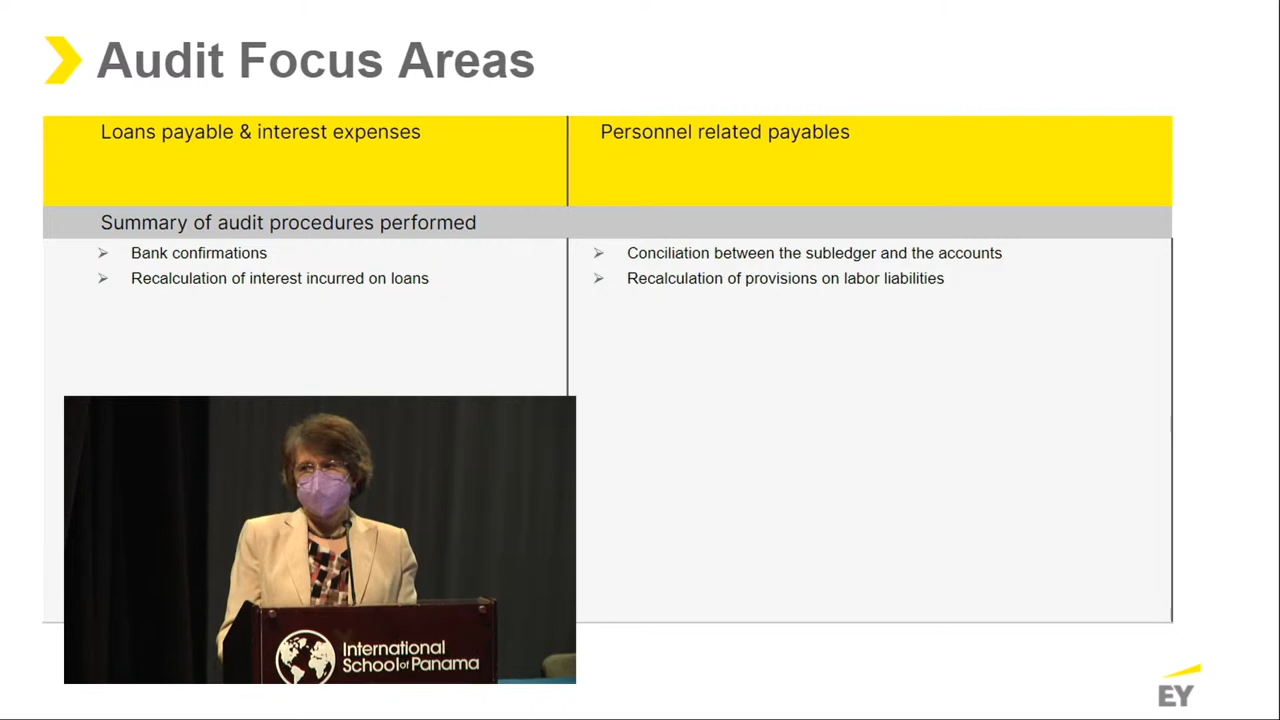 Audit Focus Areas
Loans payable & interest expenses
Personnel related payables
Summary of audit procedures performed
Bank confirmations
Recalculation of interest incurred on loans
Conciliation between the subledger and the accounts
Recalculation of provisions on labor liabilities
International
School of Panama
EY